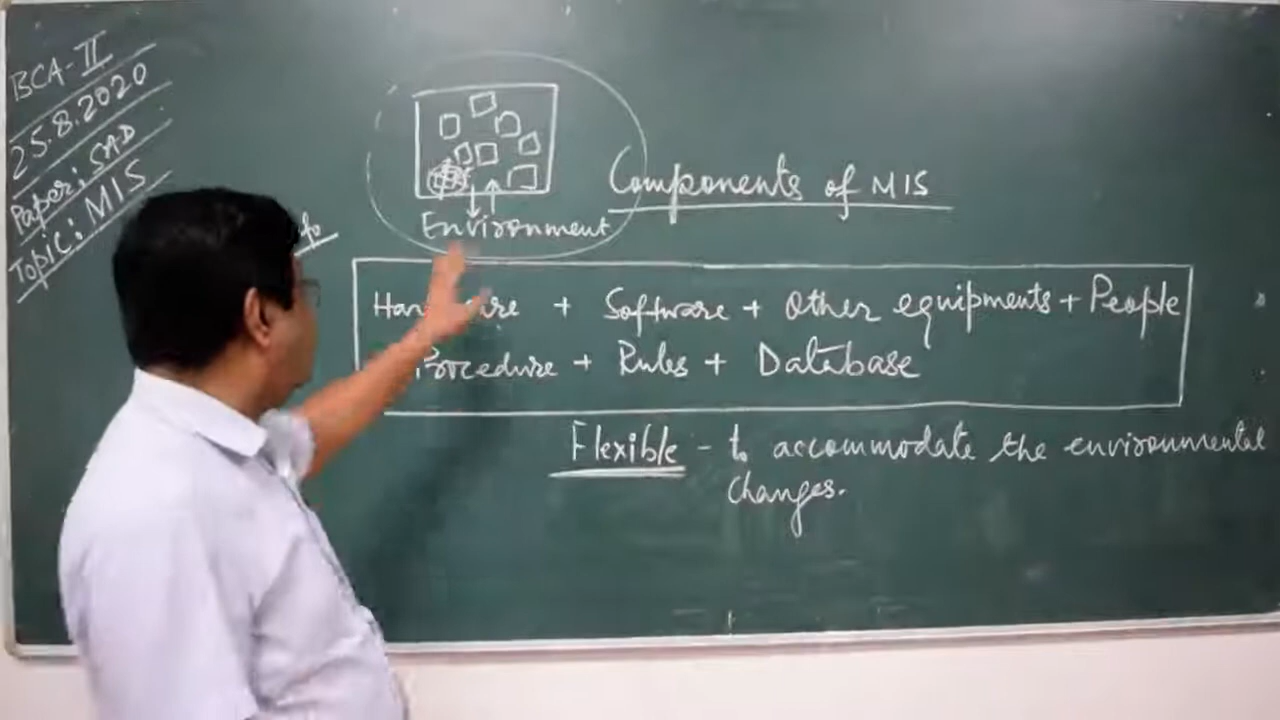 BCA-II
25.8.2020
Paper: SAD
Topic: MIS
Environment
Components of MIS
+ Software + Other equipments + People
Procedure + Rules + Database
Flexible - to accommodate the environmental
changes.